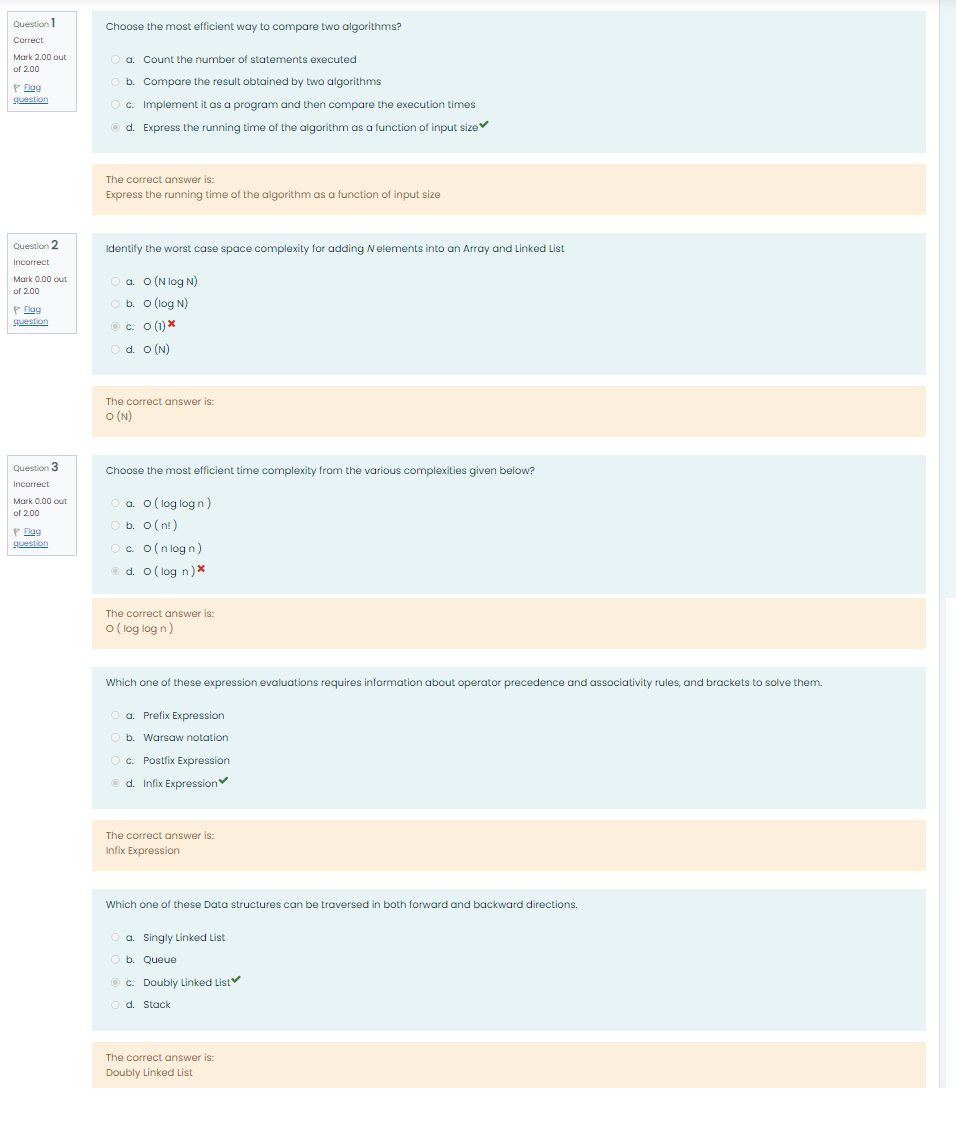 Question 1
Correct
Mark 2.00 out
of 2.00
Flag
question
Choose the most efficient way to compare two algorithms?
a. Count the number of statements executed
b. Compare the result obtained by two algorithms
c. Implement it as a program and then compare the execution times
d. Express the running time of the algorithm as a function of input size
The correct answer is:
Express the running time of the algorithm as a function of input size
Question 2
Incorrect
Mark 0.00 out
of 2.00
Flag
question
Identify the worst case space complexity for adding N elements into an Array and Linked List
a. O (N log N)
b. O (log N)
c. O (1)
d. O (N)
The correct answer is:
O (N)
Question 3
Incorrect
Mark 0.00 out
of 2.00
Flag
question
Choose the most efficient time complexity from the various complexities given below?
a. O ( log log n )
b. O ( n! )
c. O ( n log n )
d. O ( log n )
The correct answer is:
O ( log log n )
Which one of these expression evaluations requires information about operator precedence and associativity rules, and brackets to solve them.
a. Prefix Expression
b. Warsaw notation
c. Postfix Expression
d. Infix Expression
The correct answer is:
Infix Expression
Which one of these Data structures can be traversed in both forward and backward directions.
a. Singly Linked List
b. Queue
c. Doubly Linked List
d. Stack
The correct answer is:
Doubly Linked List